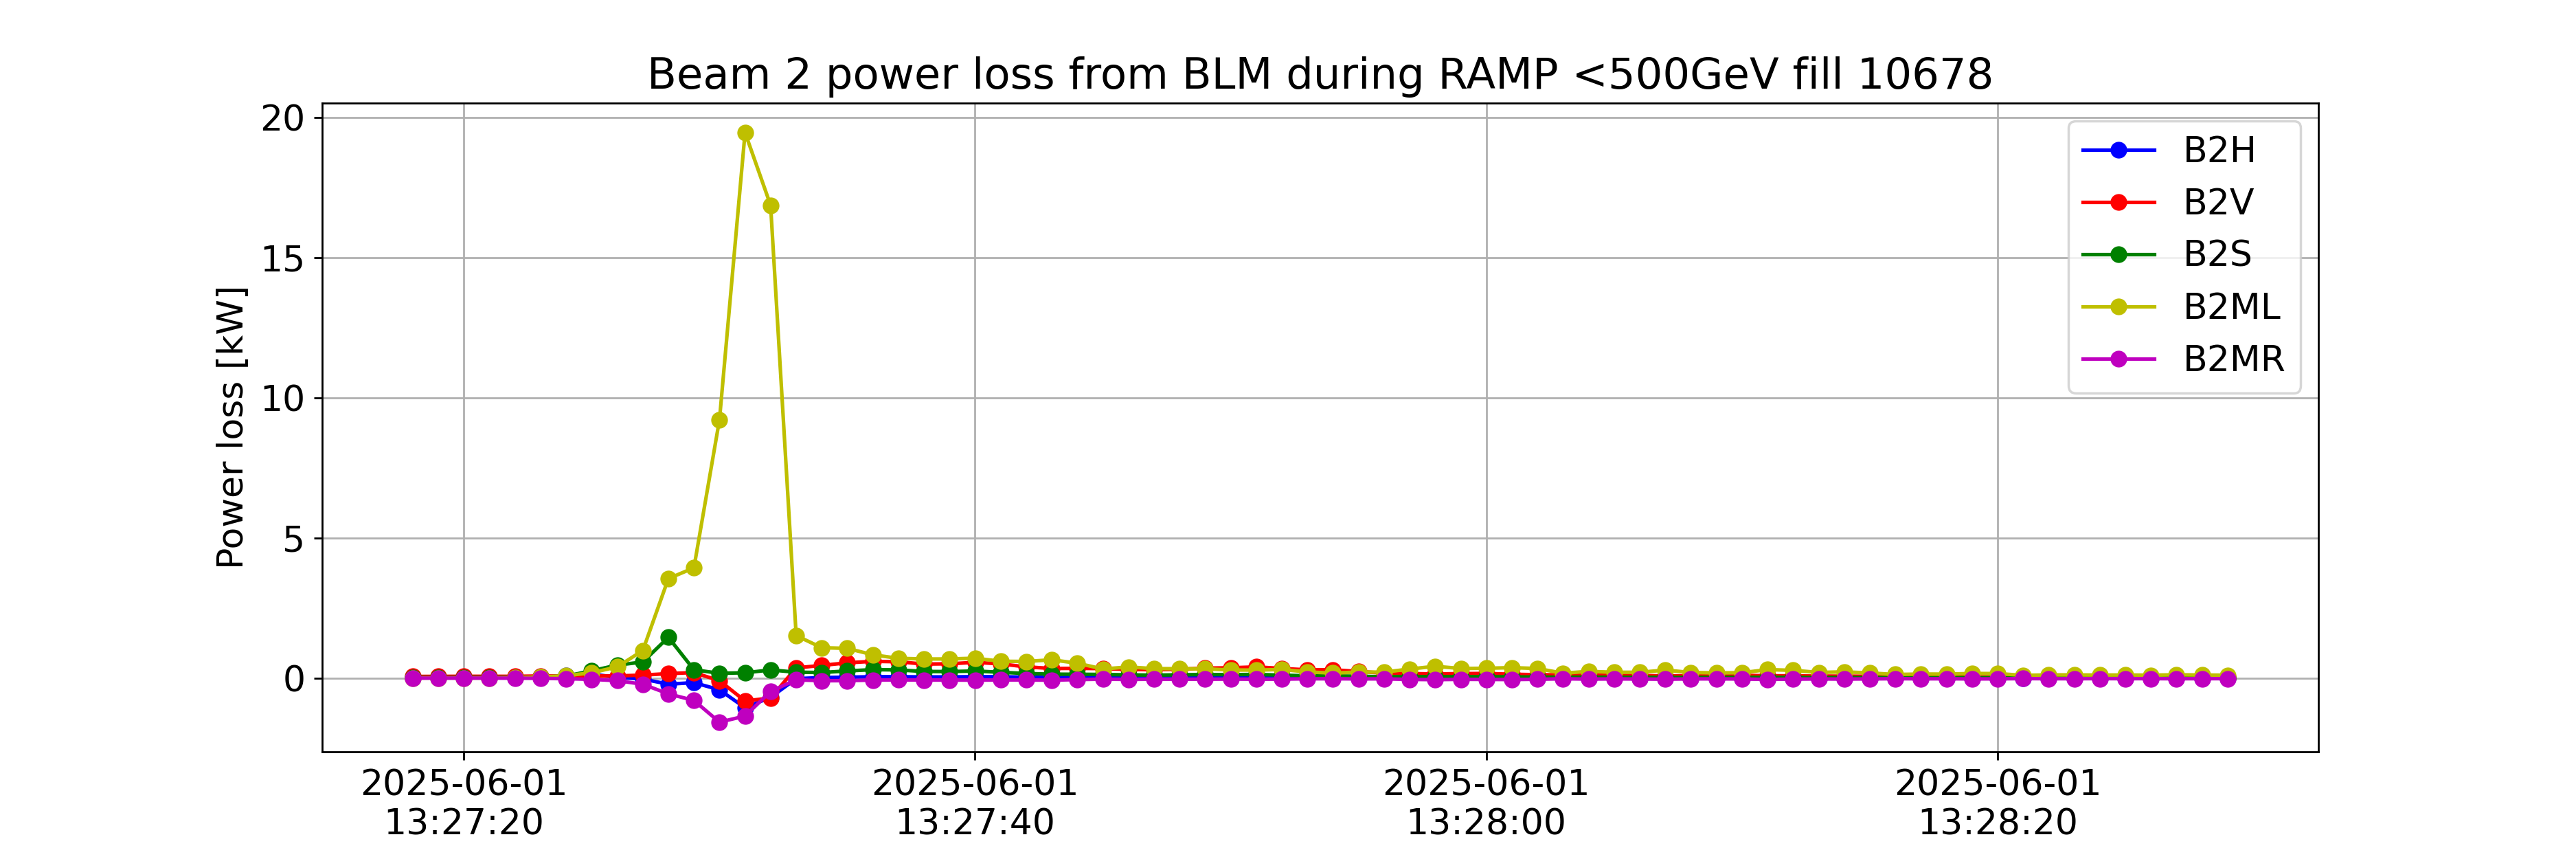 Beam 2 power loss from BLM during RAMP <500GeV fill 10678
Power loss [kW]
20
15
10
5
0
B2H
B2V
B2S
B2ML
B2MR
2025-06-01
13:27:20
2025-06-01
13:27:40
2025-06-01
13:28:00
2025-06-01
13:28:20